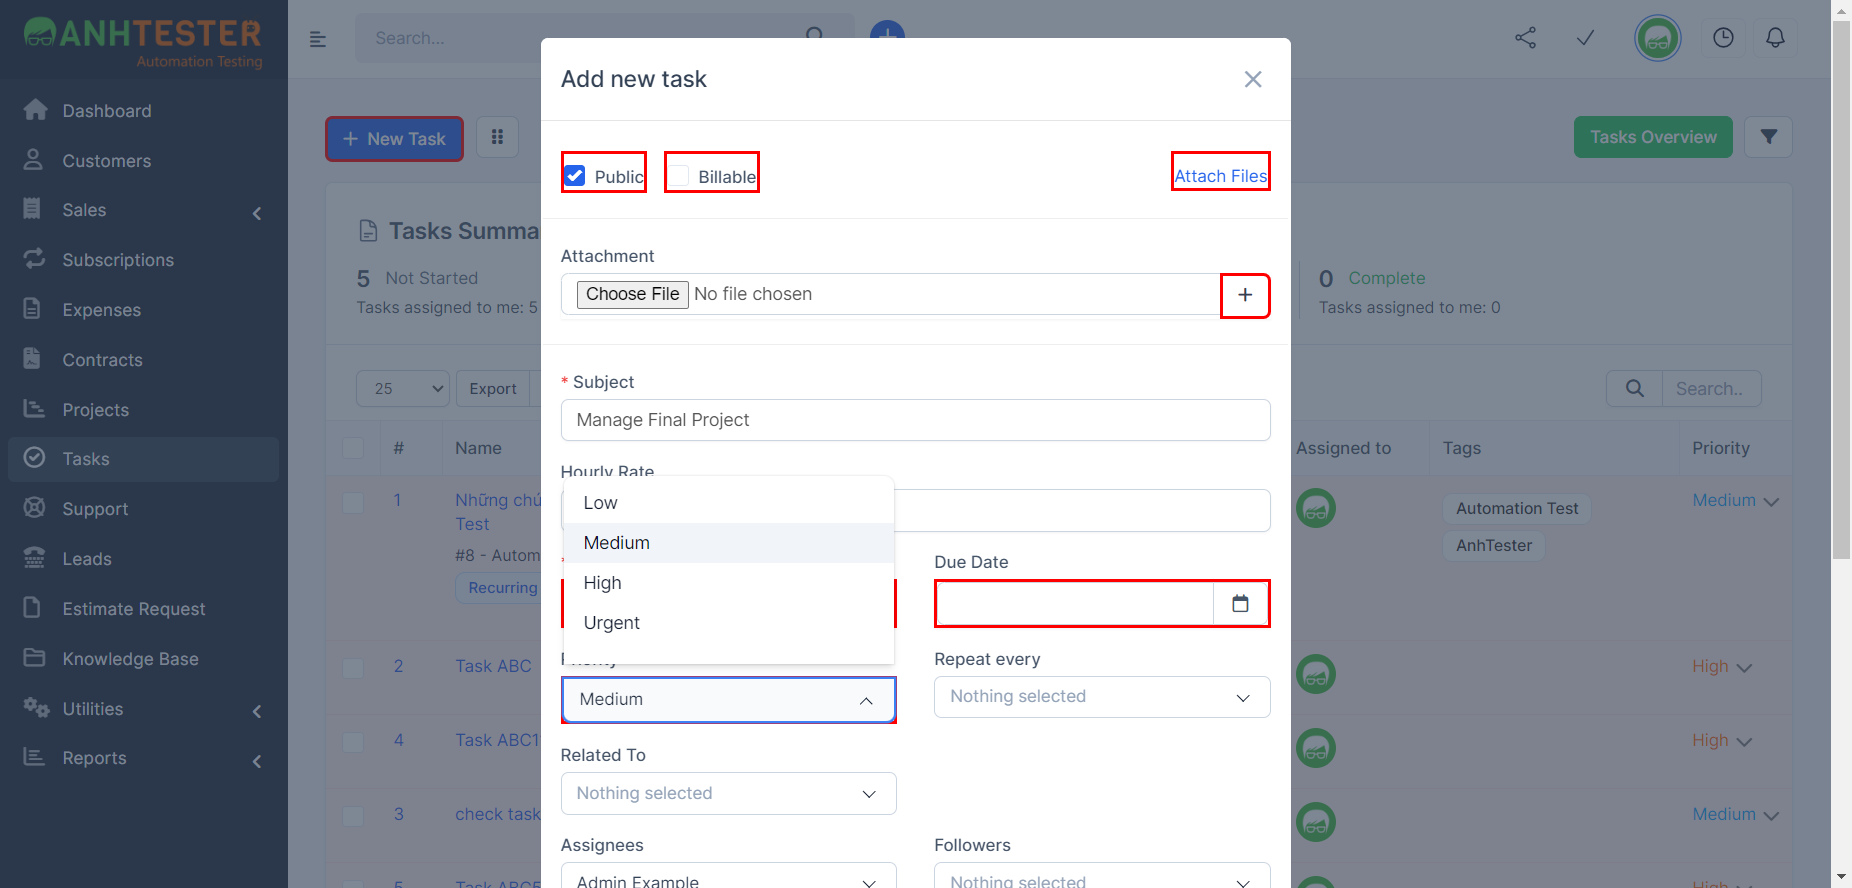 ANHTESTER
Automation Testing
Search...
Dashboard
Customers
Sales
Subscriptions
Expenses
Contracts
Projects
Tasks
Support
Leads
Estimate Request
Knowledge Base
Utilities
Reports
New Task
Tasks Overview
Tasks Summa
5 Not Started
Tasks assigned to me: 5
0 Complete
Tasks assigned to me: 0
25
Export
Search..
#
Name
Assigned to
Tags
Priority
1
Những chú
Test
#8 - Autom
Recurring
Automation Test
AnhTester
Medium
2
Task ABC
High
4
Task ABC1
High
3
check task
Medium
5
Add new task
Public
Billable
Attach Files
Attachment
Choose File No file chosen
* Subject
Manage Final Project
Hourly Rate
Low
Medium
High
Urgent
*
Due Date
Priority
Medium
Repeat every
Nothing selected
Related To
Nothing selected
Assignees
Admin Example
Followers
Nothing selected